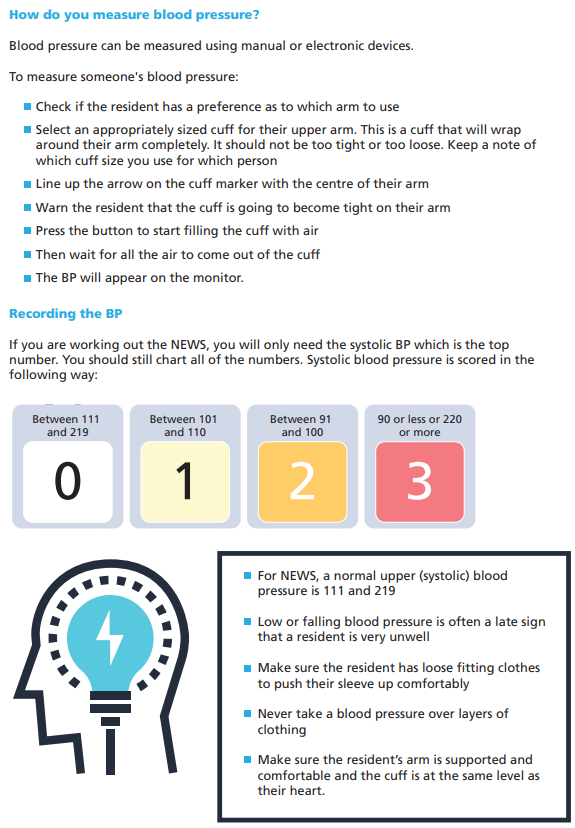 How do you measure blood pressure?
Blood pressure can be measured using manual or electronic devices.
To measure someone's blood pressure:
Check if the resident has a preference as to which arm to use
Select an appropriately sized cuff for their upper arm. This is a cuff that will wrap
around their arm completely. It should not be too tight or too loose. Keep a note of
which cuff size you use for which person
Line up the arrow on the cuff marker with the centre of their arm
Warn the resident that the cuff is going to become tight on their arm
Press the button to start filling the cuff with air
Then wait for all the air to come out of the cuff
The BP will appear on the monitor.
Recording the BP
If you are working out the NEWS, you will only need the systolic BP which is the top
number. You should still chart all of the numbers. Systolic blood pressure is scored in the
following way:
Between 111
and 219
0
Between 101
and 110
1
Between 91
and 100
2
90 or less or 220
or more
3
For NEWS, a normal upper (systolic) blood
pressure is 111 and 219
Low or falling blood pressure is often a late sign
that a resident is very unwell
Make sure the resident has loose fitting clothes
to push their sleeve up comfortably
Never take a blood pressure over layers of
clothing
Make sure the resident's arm is supported and
comfortable and the cuff is at the same level as
their heart.